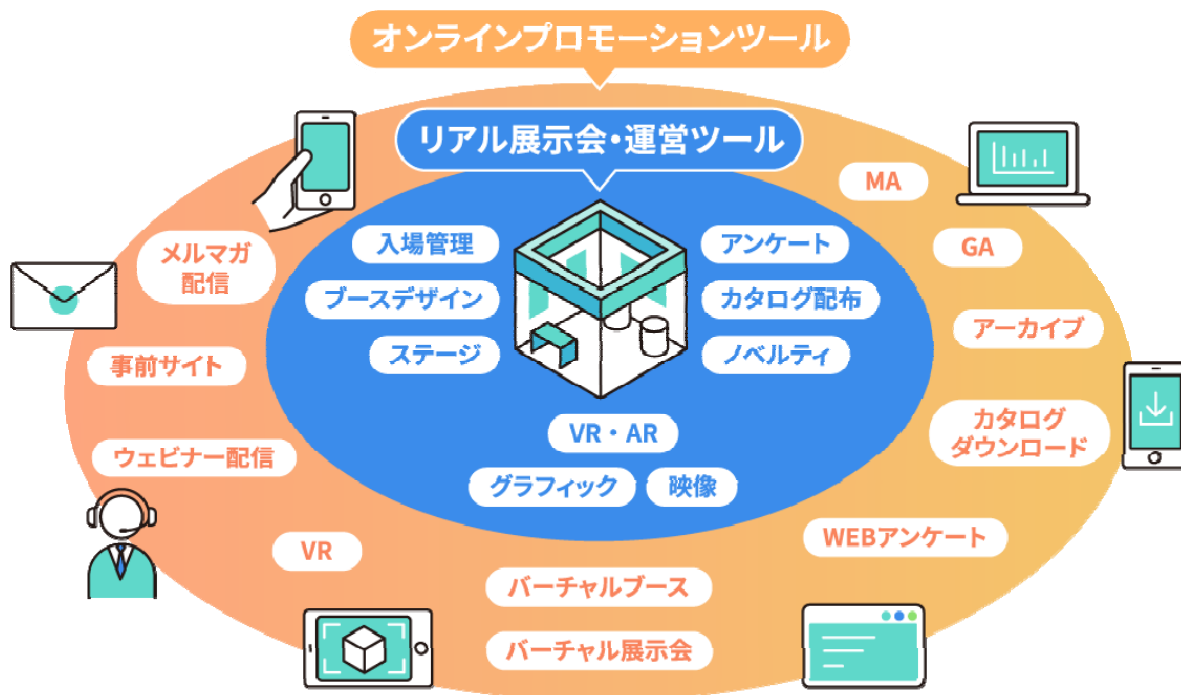 オンラインプロモーションツール
リアル展示会・運営ツール
入場管理
ブースデザイン
ステージ
アンケート
カタログ配布
ノベルティ
VR・AR
グラフィック
映像
メルマガ
配信
事前サイト
ウェビナー配信
VR
バーチャルブース
バーチャル展示会
MA
GA
アーカイブ
カタログ
ダウンロード
WEBアンケート